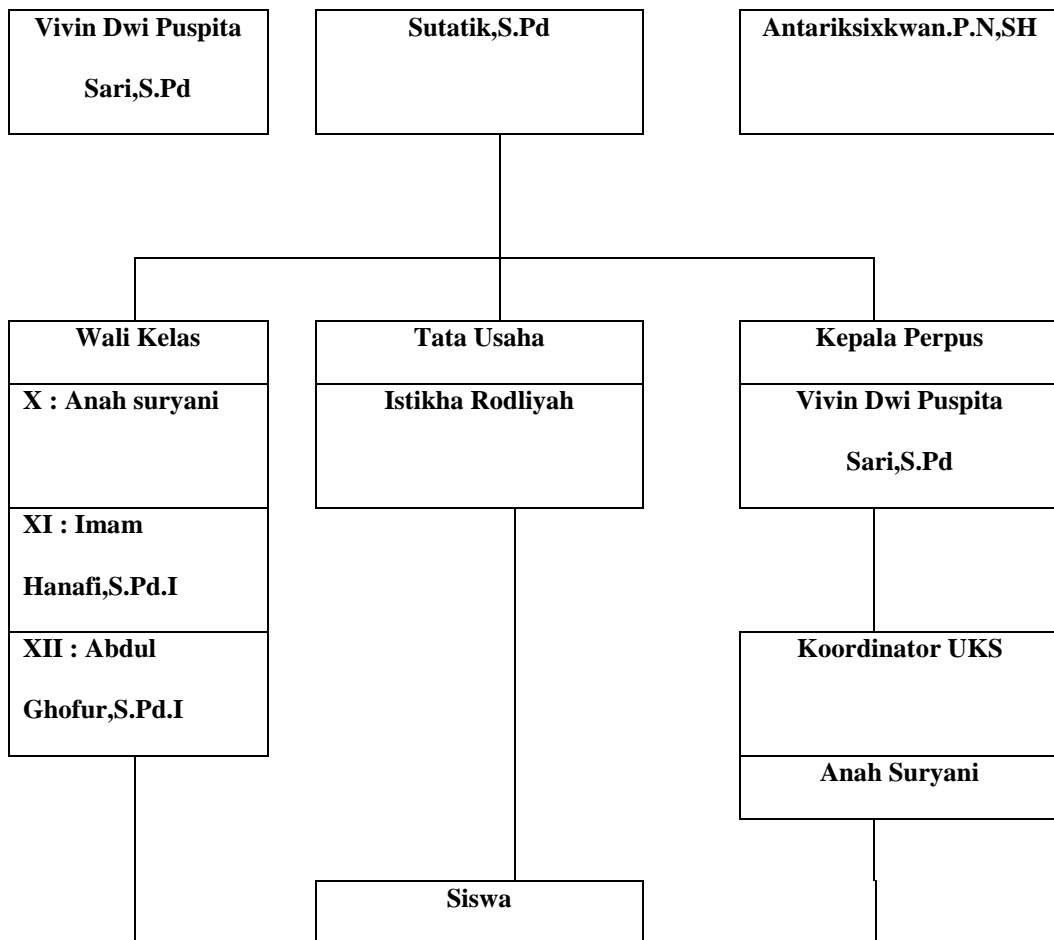 Vivin Dwi Puspita
Sari,S.Pd
Sutatik,S.Pd
Antariksixkwan.P.N,SH
Wali Kelas
X : Anah suryani
XI : Imam
Hanafi,S.Pd.I
XII : Abdul
Ghofur,S.Pd.I
Tata Usaha
Istikha Rodliyah
Kepala Perpus
Vivin Dwi Puspita
Sari,S.Pd
Koordinator UKS
Anah Suryani
Siswa